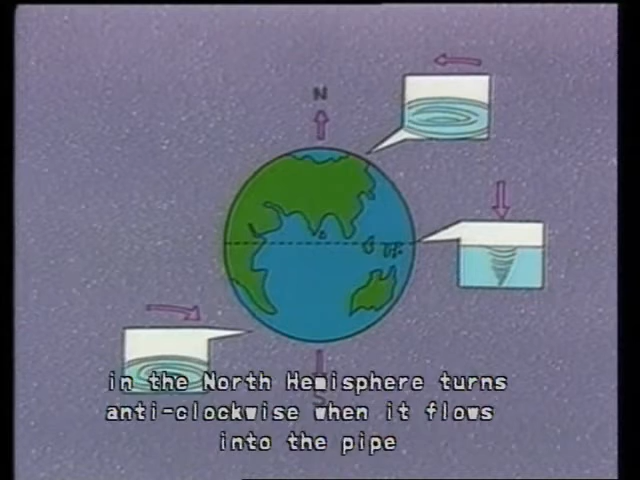 N
S
in the North Hemisphere turns
anti-clockwise when it flows
into the pipe